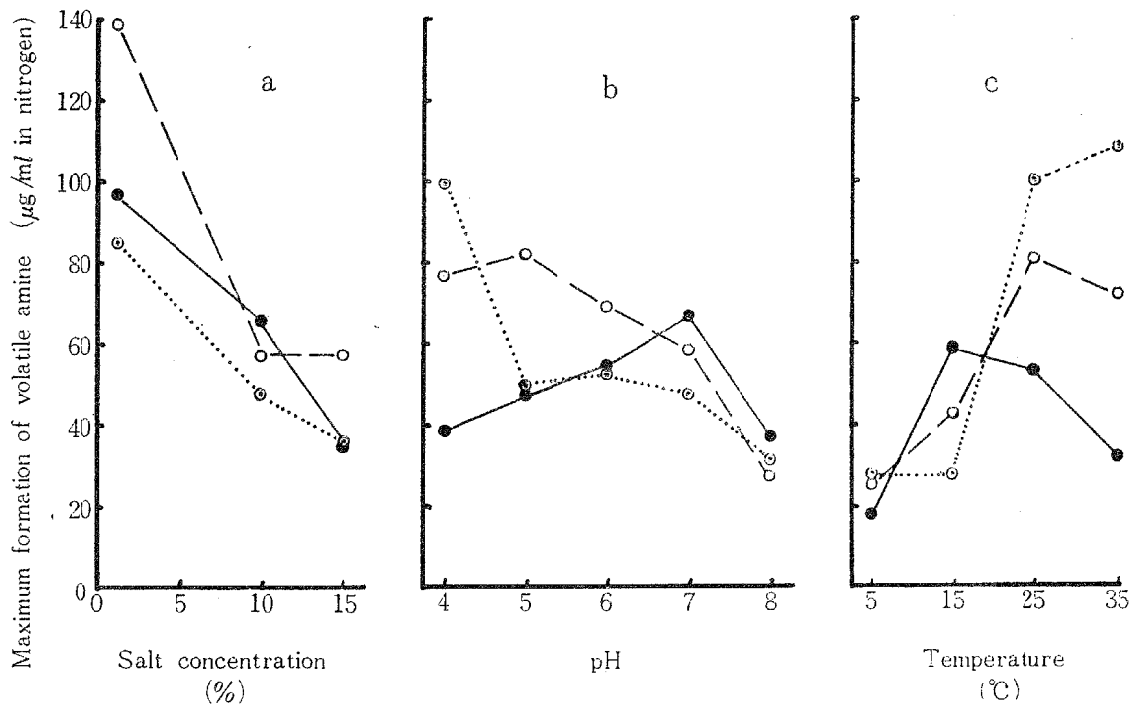 Maximum formation of volatile amine (μg/ml in nitrogen)
140
120
100
80
60
40
20
0
a
0 5 10 15
Salt concentration
(%)
b
4 5 6 7 8
pH
c
5 15 25 35
Temperature
(℃)